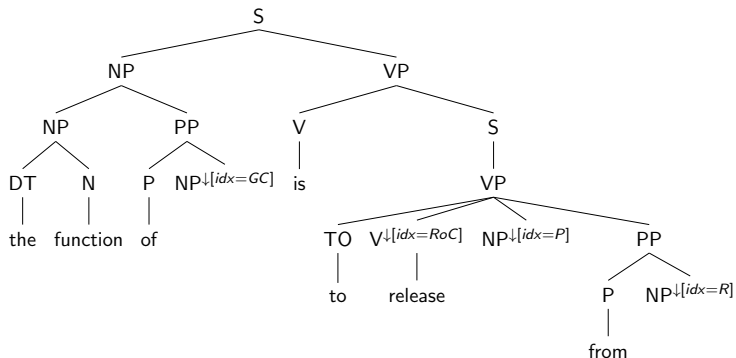 S
NP VP
NP PP V S
DT N P NP↓[idx=GC] is VP
the function of TO V↓[idx=RoC] NP↓[idx=P] PP
to release P NP↓[idx=R]
from